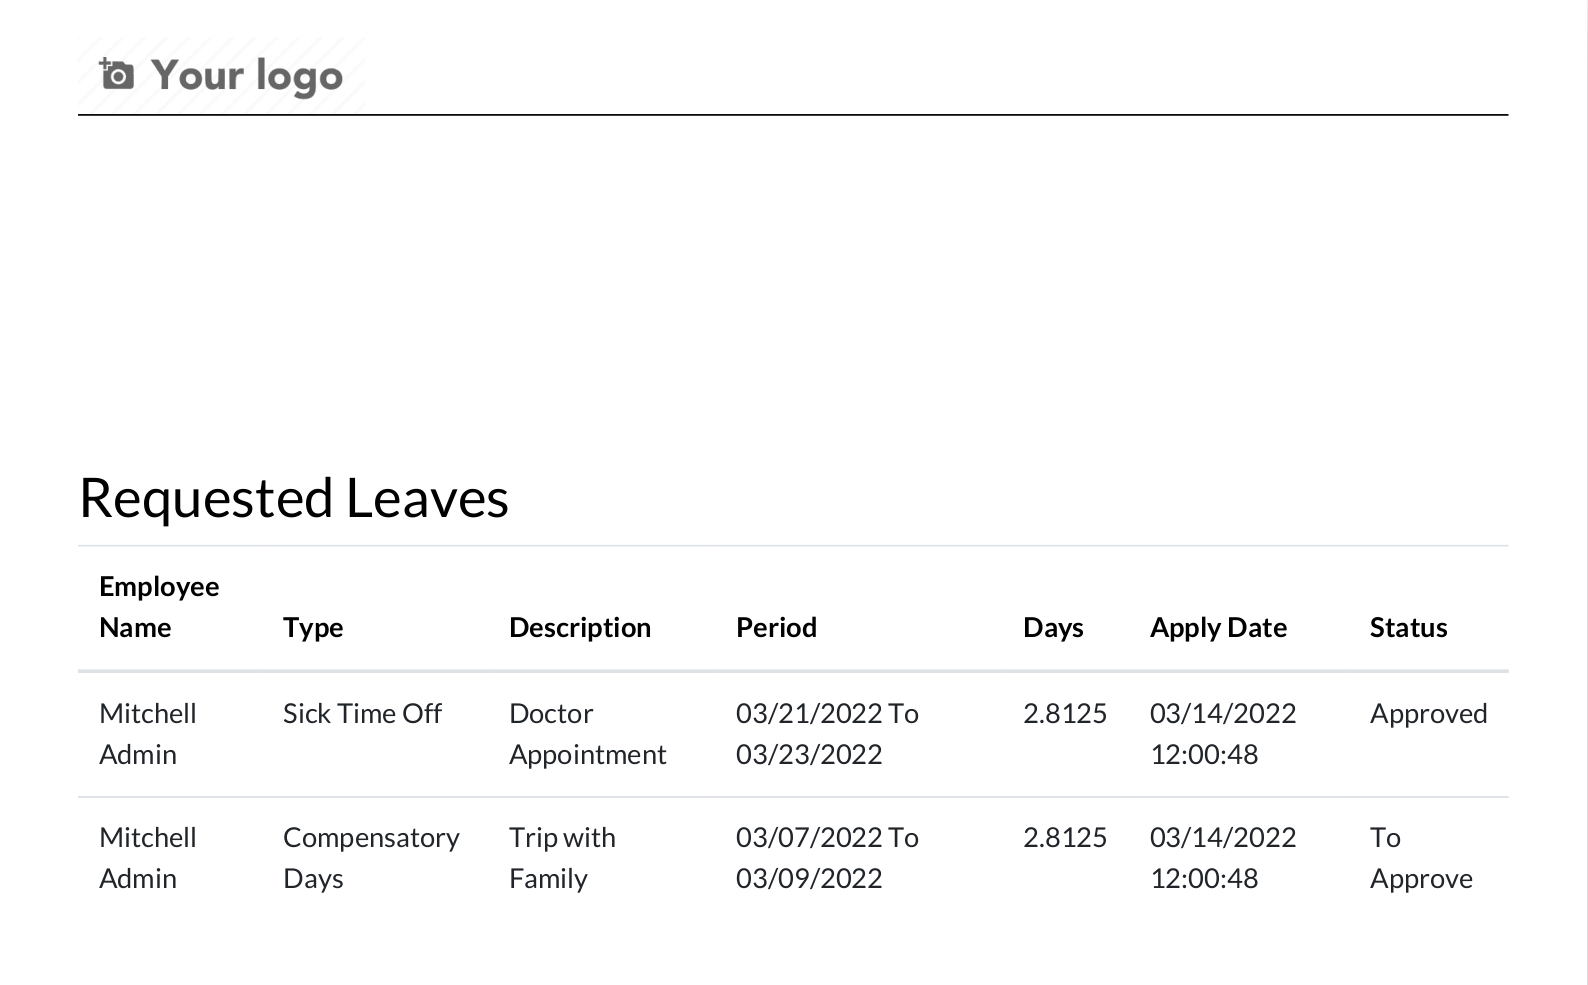 Your logo
Requested Leaves
Employee
Name Type Description Period Days Apply Date Status
Mitchell Sick Time Off Doctor 03/21/2022 To 2.8125 03/14/2022 Approved
Admin Appointment 03/23/2022 12:00:48
Mitchell Compensatory Trip with 03/07/2022 To 2.8125 03/14/2022 To
Admin Days Family 03/09/2022 12:00:48 Approve